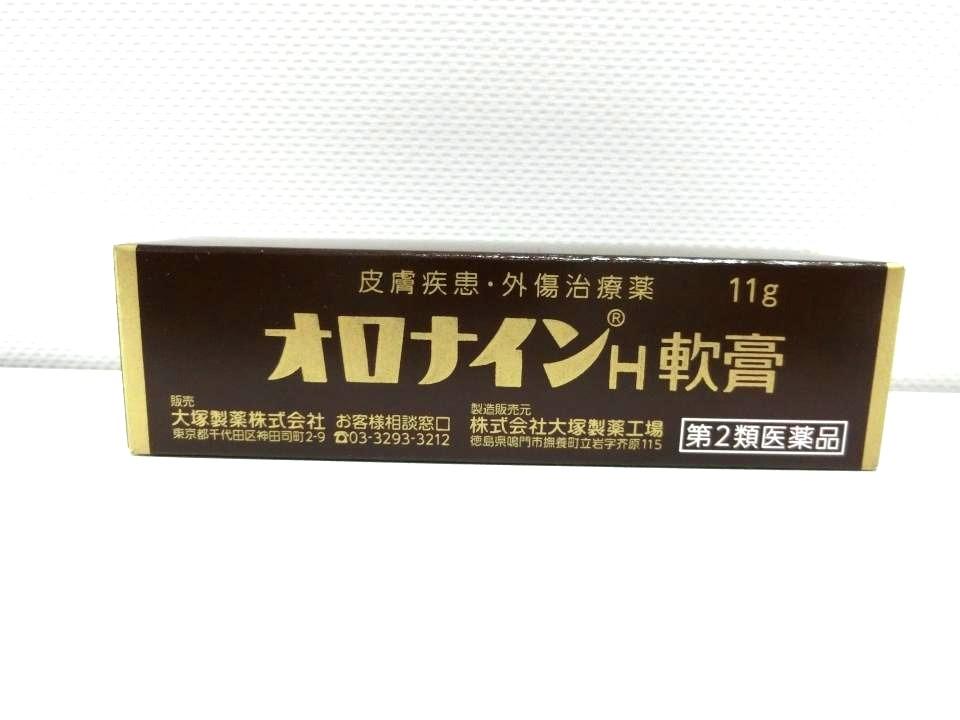 皮膚疾患・外傷治療薬 11g
オロナイン®H軟膏
販売
大塚製薬株式会社 お客様相談窓口
東京都千代田区神田司町2-9 ☎03-3293-3212
製造販売元
株式会社大塚製薬工場
徳島県鳴門市撫養町立岩字芥原115
第2類医薬品